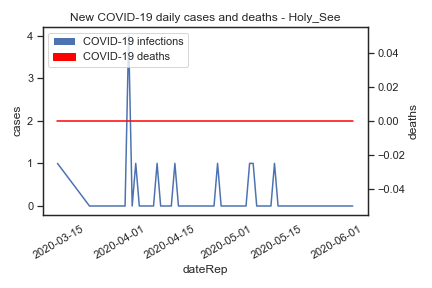 New COVID-19 daily cases and deaths - Holy_See
COVID-19 infections
COVID-19 deaths
4
3
2
1
0
cases
0.04
0.02
0.00
−0.02
−0.04
deaths
2020-03-15
2020-04-01
2020-04-15
2020-05-01
2020-05-15
2020-06-01
dateRep